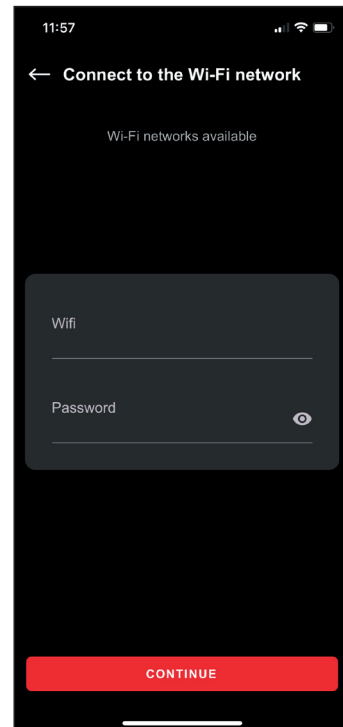 11:57
Connect to the Wi-Fi network
Wi-Fi networks available
Wifi
Password
CONTINUE